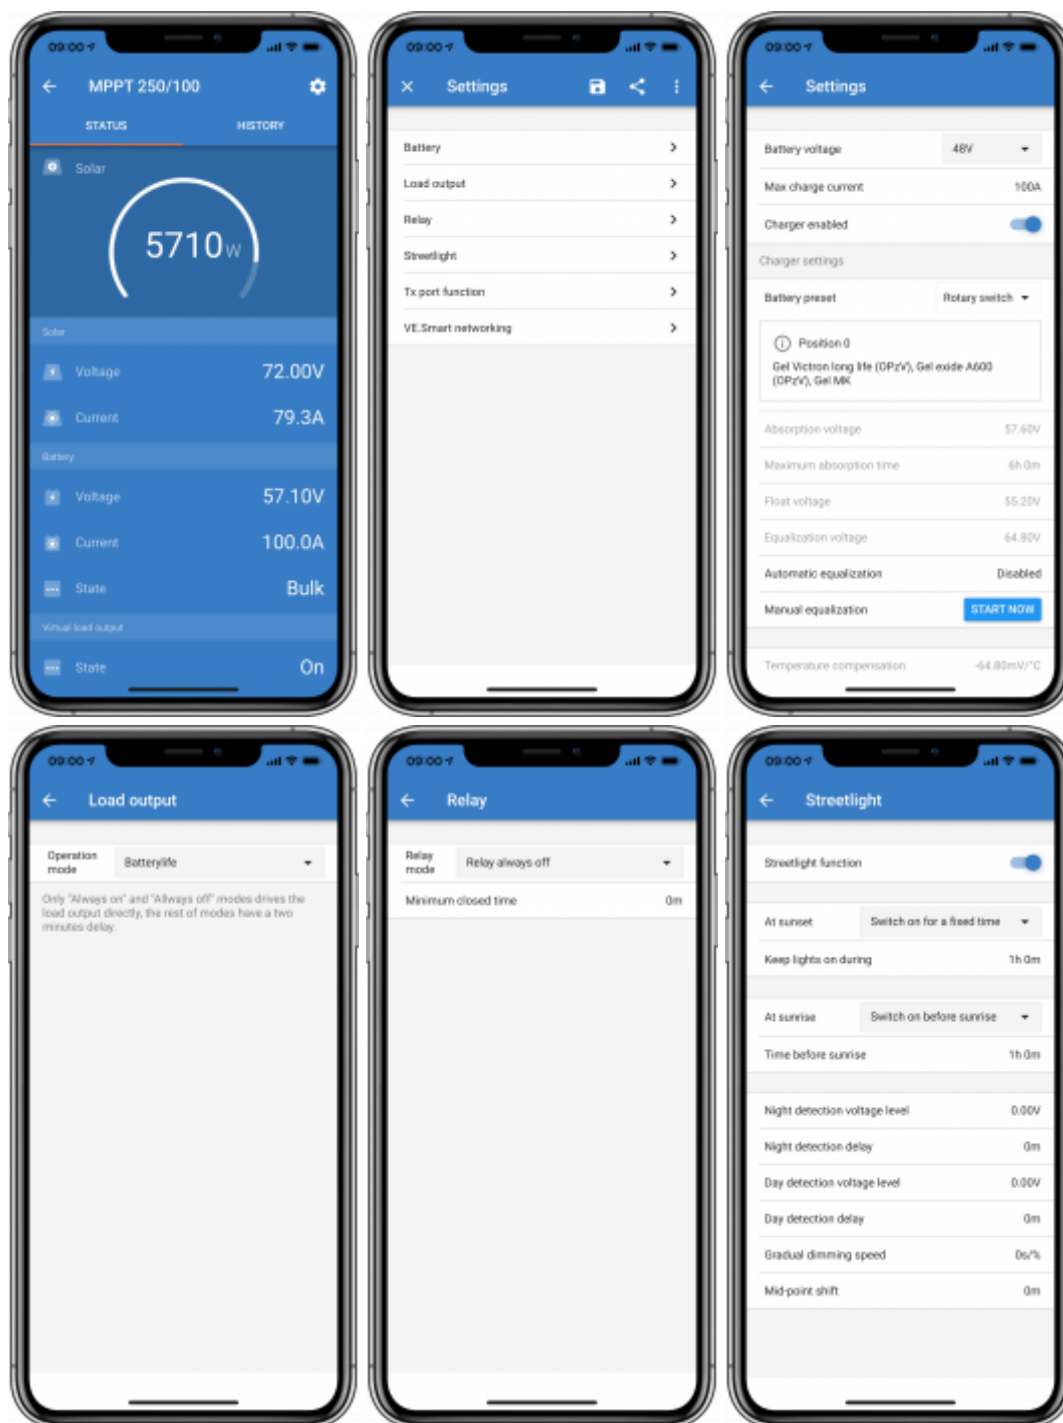 09:00
MPPT 250/100
STATUS HISTORY
Solar
5710W
Solar
Voltage 72.00V
Current 79.3A
Battery
Voltage 57.10V
Current 100.0A
State Bulk
Virtual load output
State On
09:00
Settings
Battery
Load output
Relay
Streetlight
Tx port function
VE.Smart networking
09:00
Settings
Battery voltage 48V
Max charge current 100A
Charger enabled
Charger settings
Battery preset Rotary switch
Position 0
Gel Victron long life (OPzV), Gel exide A600
(OPzV), Gel MK
Absorption voltage 57.60V
Maximum absorption time 6h 0m
Float voltage 55.20V
Equalization voltage 64.80V
Automatic equalization Disabled
Manual equalization START NOW
Temperature compensation -64.80mV/°C
09:00
Load output
Operation
mode Batterylife
Only "Always on" and "Allways off" modes drives the
load output directly, the rest of modes have a two
minutes delay.
09:00
Relay
Relay
mode Relay always off
Minimum closed time 0m
09:00
Streetlight
Streetlight function
At sunset Switch on for a fixed time
Keep lights on during 1h 0m
At sunrise Switch on before sunrise
Time before sunrise 1h 0m
Night detection voltage level 0.00V
Night detection delay 0m
Day detection voltage level 0.00V
Day detection delay 0m
Gradual dimming speed 0s/%
Mid-point shift 0m